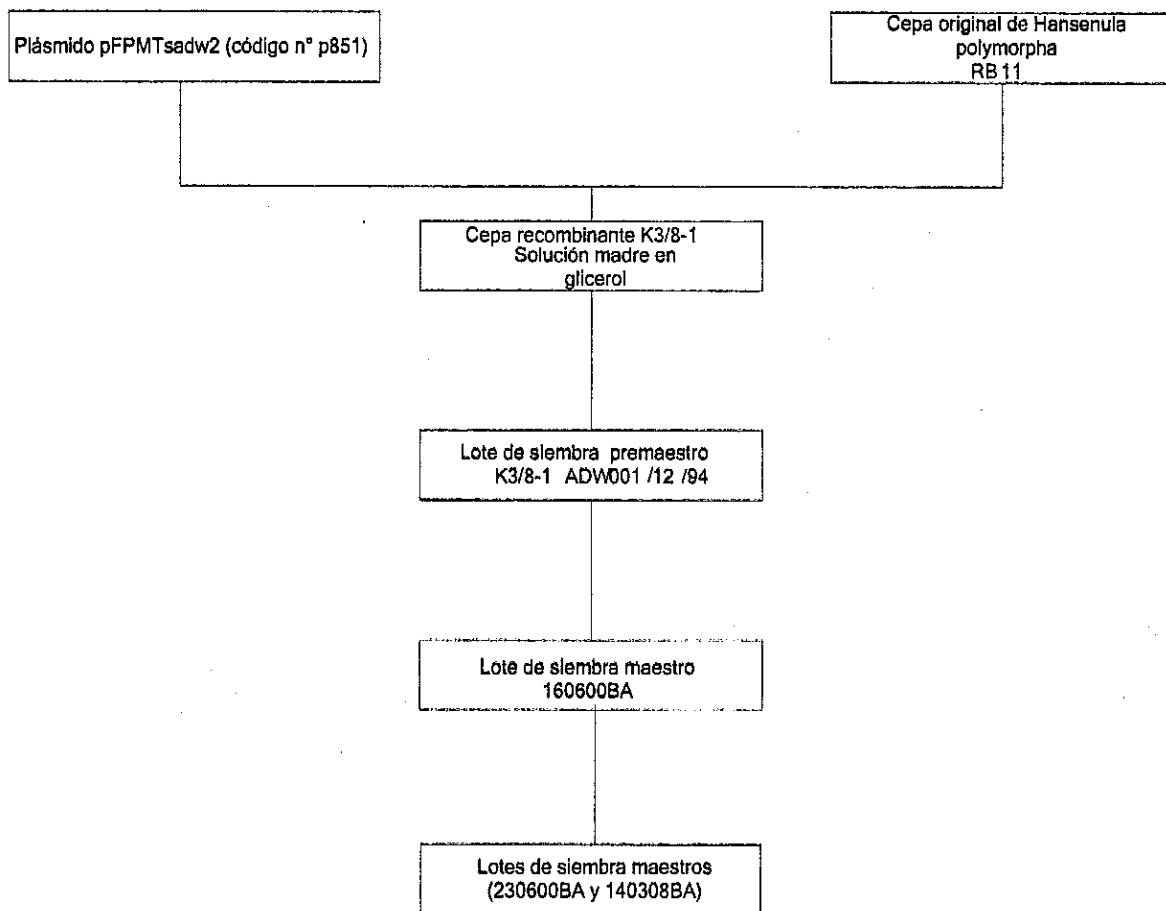 Plásmido pFPMTsadw2 (código n° p851)
Cepa original de Hansenula
polymorpha
RB 11
Cepa recombinante K3/8-1
Solución madre en
glicerol
Lote de siembra premaestro
K3/8-1 ADW001 /12 /94
Lote de siembra maestro
160600BA
Lotes de siembra maestros
(230600BA y 140308BA)